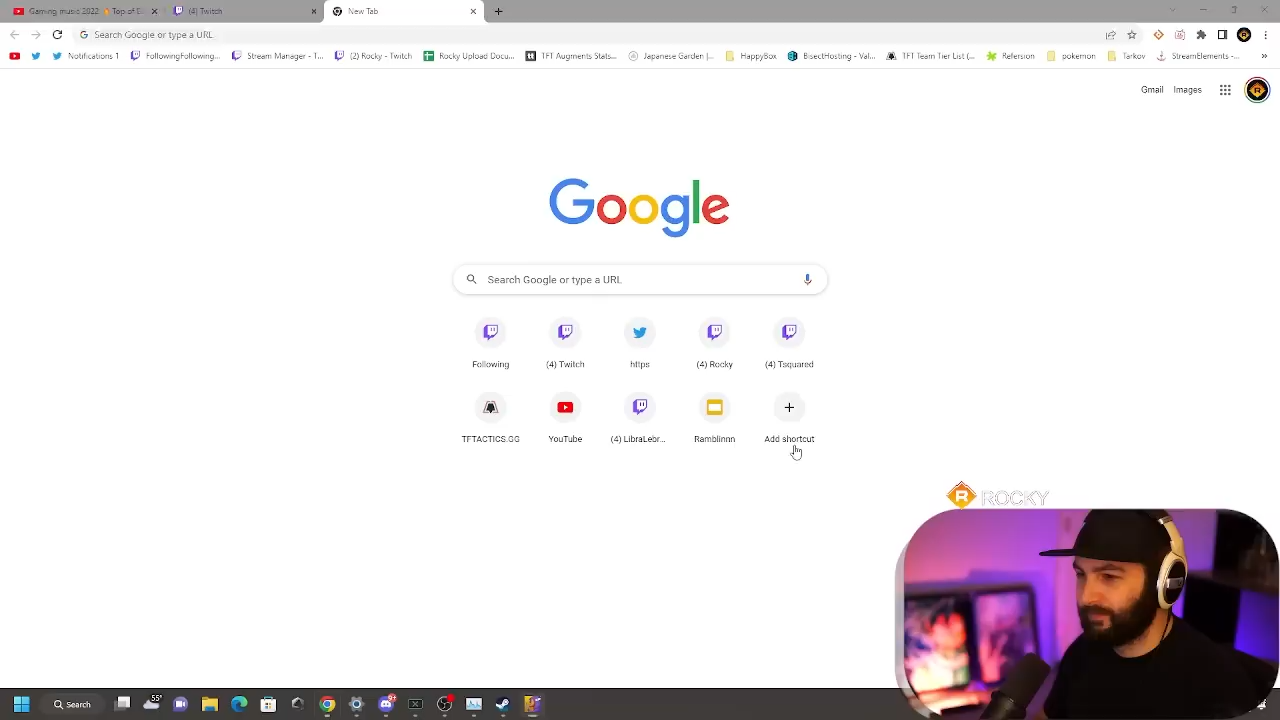 Gaming music 2022
(4) Twitch
New Tab
Search Google or type a URL
Notifications 1
FollowingFollowing...
Stream Manager - T...
(2) Rocky - Twitch
Rocky Upload Docu...
TFT Augments Stats...
Japanese Garden |...
HappyBox
BisectHosting - Val...
TFT Team Tier List (...
Refersion
pokemon
Tarkov
StreamElements -...
»
Gmail
Images
Google
Search Google or type a URL
Following
(4) Twitch
https
(4) Rocky
(4) Tsquared
TFTACTICS.GG
YouTube
(4) LibraLebr...
Ramblinnn
Add shortcut
R ROCKY
Search
55°